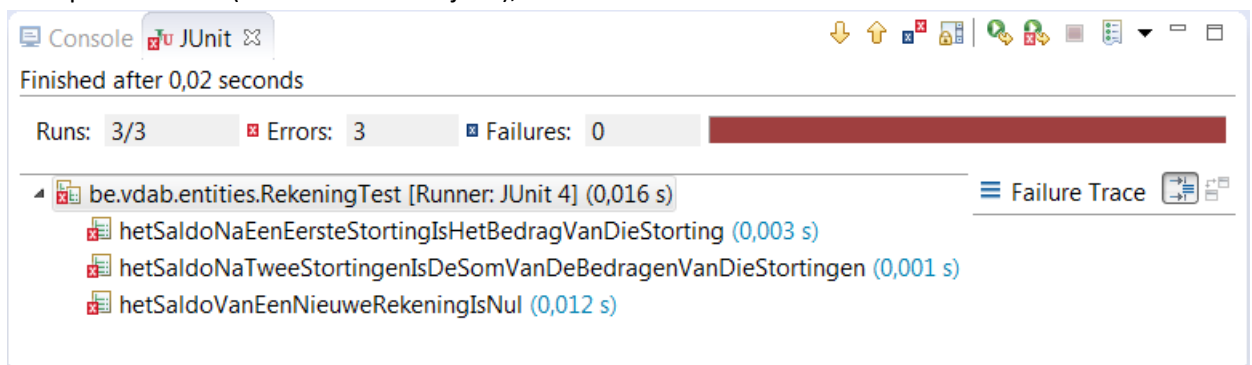 Console JUnit
Finished after 0,02 seconds
Runs: 3/3 Errors: 3 Failures: 0
be.vdab.entities.RekeningTest [Runner: JUnit 4] (0,016 s)
Failure Trace
hetSaldoNaEenEersteStortingIsHetBedragVanDieStorting (0,003 s)
hetSaldoNaTweeStortingenIsDeSomVanDeBedragenVanDieStortingen (0,001 s)
hetSaldoVanEenNieuweRekeningIsNul (0,012 s)